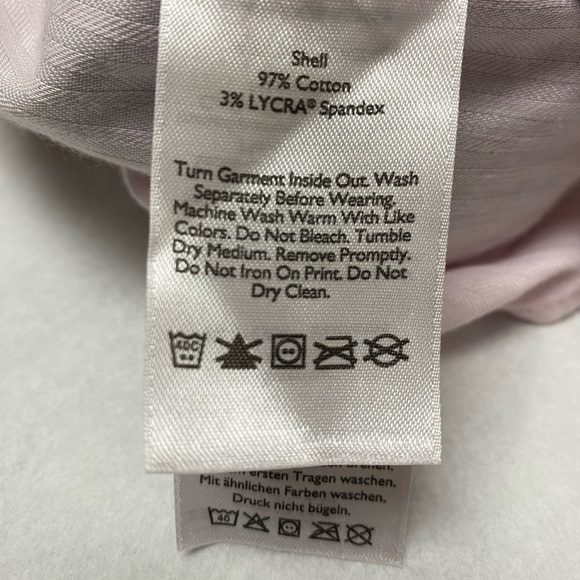 Shell
97% Cotton
3% LYCRA® Spandex
Turn Garment Inside Out. Wash
Separately Before Wearing.
Machine Wash Warm With Like
Colors. Do Not Bleach. Tumble
Dry Medium. Remove Promptly.
Do Not Iron On Print. Do Not
Dry Clean.
40C
ersten Tragen waschen.
Mit ähnlichen Farben waschen.
Druck nicht bügeln.
40